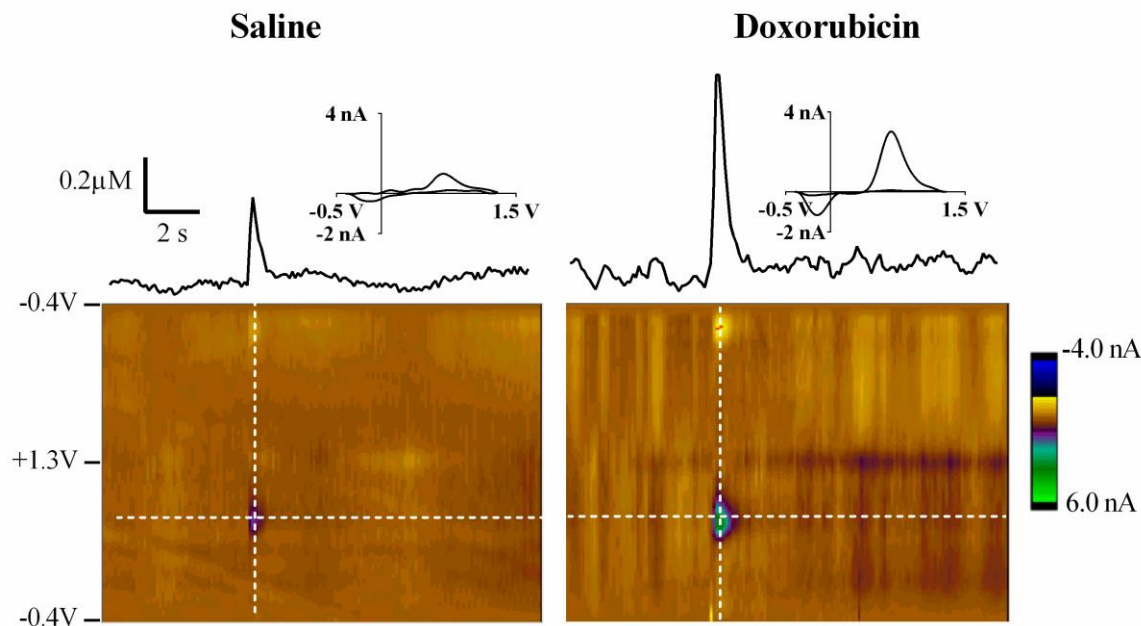 Saline
Doxorubicin
4 nA
-0.5 V
1.5 V
-2 nA
0.2μM
2 s
4 nA
-0.5 V
1.5 V
-2 nA
-0.4V
+1.3V
-0.4V
-4.0 nA
6.0 nA